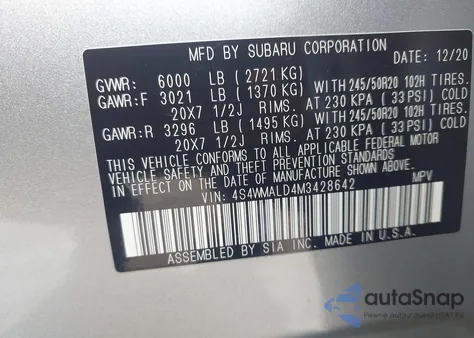 MFD BY SUBARU CORPORATION DATE: 12/20
GVWR: 6000 LB (2721 KG)
GAWR:F 3021 LB (1370 KG) WITH 245/50R20 102H TIRES.
20X7 1/2J RIMS. AT 230 KPA (33 PSI) COLD
GAWR:R 3296 LB (1495 KG) WITH 245/50R20 102H TIRES.
20X7 1/2J RIMS. AT 230 KPA (33 PSI) COLD
THIS VEHICLE CONFORMS TO ALL APPLICABLE FEDERAL MOTOR
VEHICLE SAFETY AND BUMPER STANDARDS IN EFFECT ON THE DATE OF
MANUFACTURE SHOWN ABOVE.
VIN: 4S4WMALD4M3428642 MPV
ASSEMBLED BY SIA INC. MADE IN U.S.A.
autoSnap